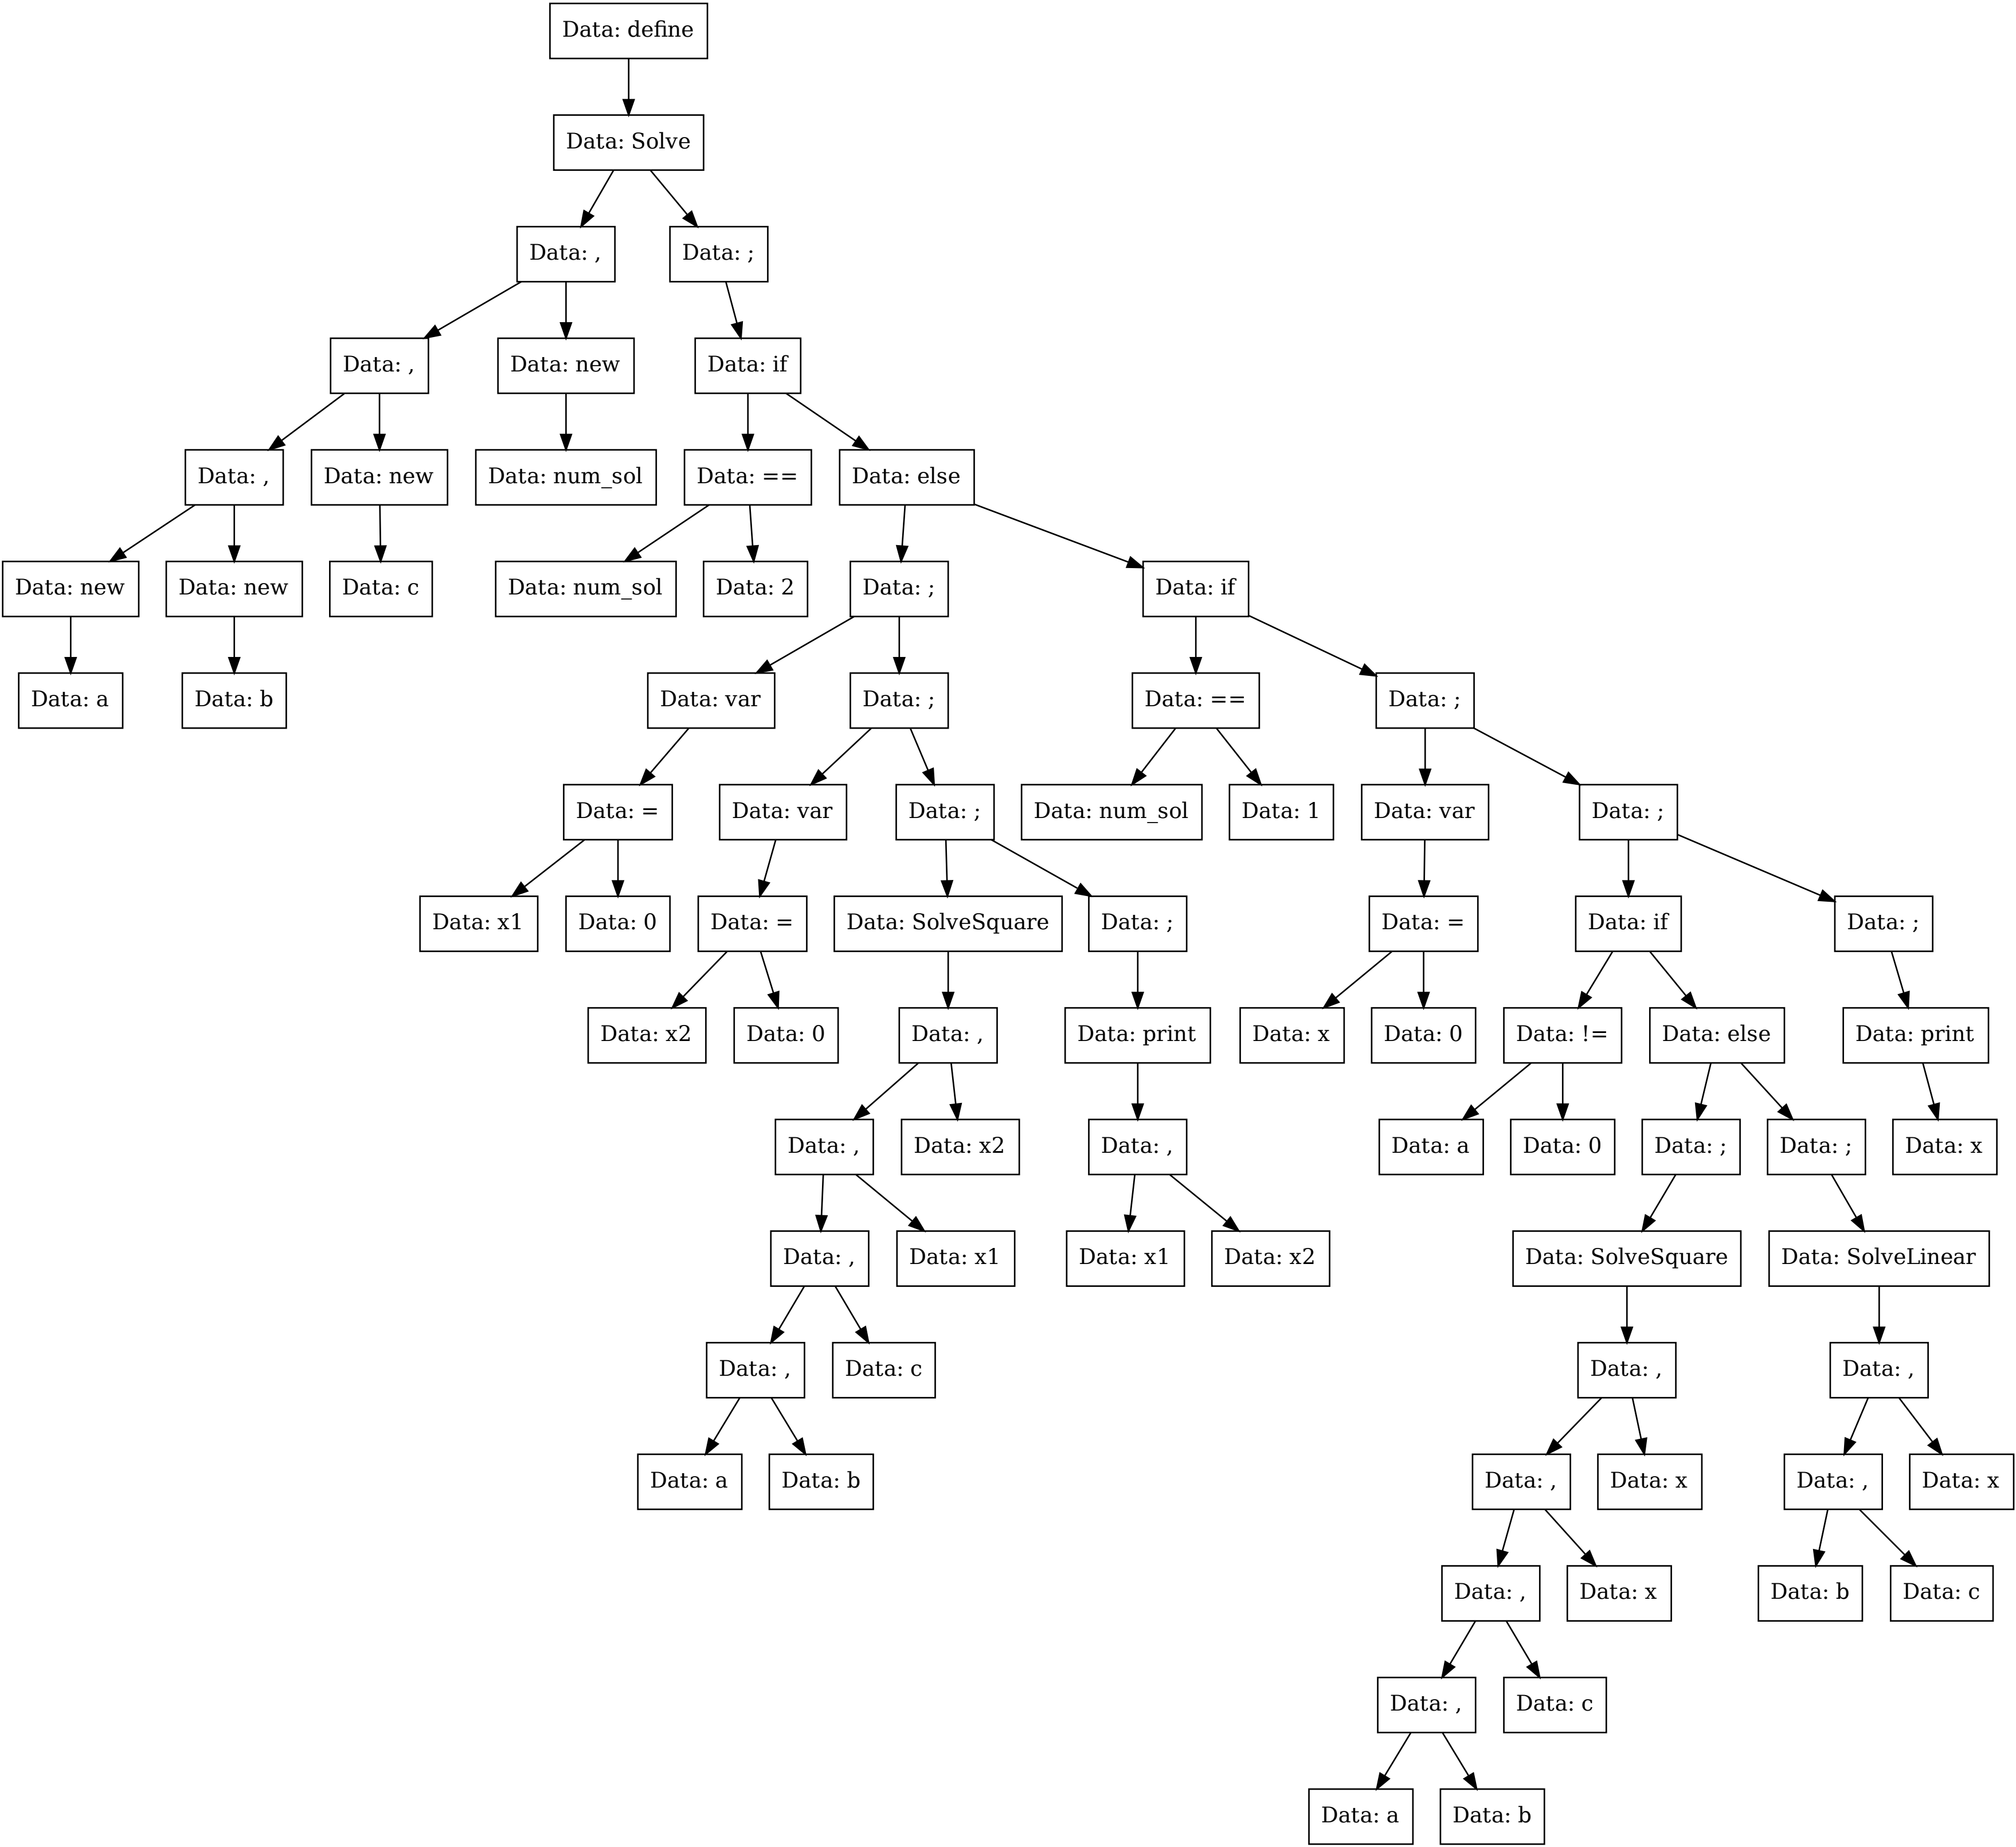 Data: define
Data: Solve
Data: ,
Data: ;
Data: ,
Data: new
Data: if
Data: ,
Data: new
Data: num_sol
Data: ==
Data: else
Data: new
Data: new
Data: c
Data: num_sol
Data: 2
Data: ;
Data: if
Data: a
Data: b
Data: var
Data: ;
Data: ==
Data: ;
Data: =
Data: var
Data: ;
Data: num_sol
Data: 1
Data: var
Data: ;
Data: x1
Data: 0
Data: =
Data: SolveSquare
Data: ;
Data: =
Data: if
Data: ;
Data: x2
Data: 0
Data: ,
Data: print
Data: x
Data: 0
Data: !=
Data: else
Data: print
Data: ,
Data: x2
Data: ,
Data: a
Data: 0
Data: ;
Data: ;
Data: x
Data: ,
Data: x1
Data: x1
Data: x2
Data: SolveSquare
Data: SolveLinear
Data: ,
Data: c
Data: ,
Data: ,
Data: a
Data: b
Data: ,
Data: x
Data: ,
Data: x
Data: ,
Data: x
Data: b
Data: c
Data: ,
Data: c
Data: a
Data: b